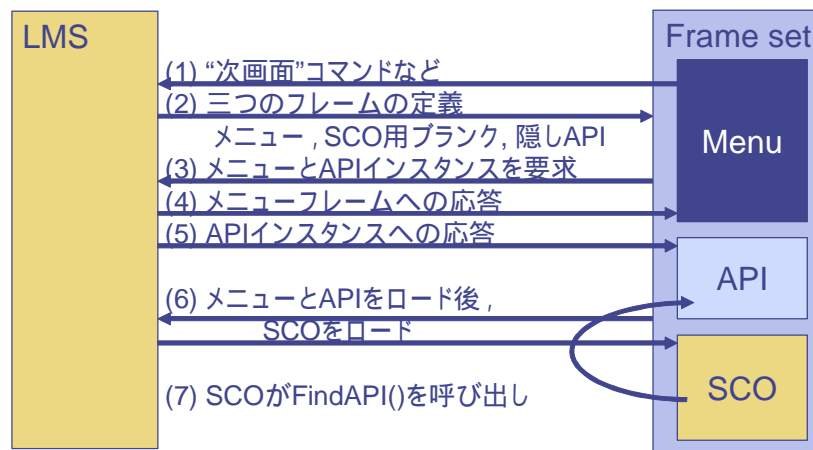 LMS
Frame set
(1) “次画面”コマンドなど
(2) 三つのフレームの定義
メニュー , SCO用ブランク, 隠しAPI
Menu
(3) メニューとAPIインスタンスを要求
(4) メニューフレームへの応答
(5) APIインスタンスへの応答
API
(6) メニューとAPIをロード後 ,
SCOをロード
SCO
(7) SCOがFindAPI()を呼び出し